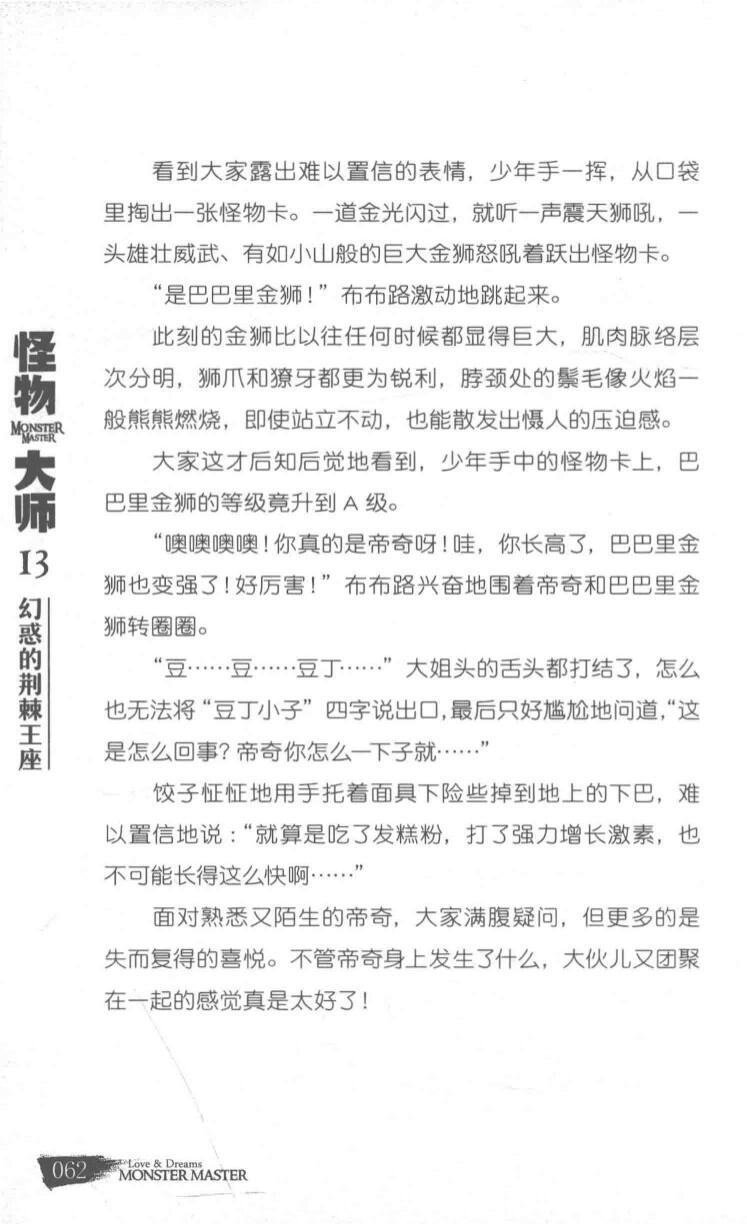 看到大家露出难以置信的表情，少年手一挥，从口袋
里掏出一张怪物卡。一道金光闪过，就听一声震天狮吼，一
头雄壮威武、有如小山般的巨大金狮怒吼着跃出怪物卡。
“是巴巴里金狮！”布布路激动地跳起来。
此刻的金狮比以往任何时候都显得巨大，肌肉脉络层
次分明，狮爪和獠牙都更为锐利，脖颈处的鬃毛像火焰一
般熊熊燃烧，即使站立不动，也能散发出慑人的压迫感。
大家这才后知后觉地看到，少年手中的怪物卡上，巴
巴里金狮的等级竟升到 A 级。
“噢噢噢噢！你真的是帝奇呀！哇，你长高了，巴巴里金
狮也变强了！好厉害！”布布路兴奋地围着帝奇和巴巴里金
狮转圈圈。
“豆……豆……豆丁……”大姐头的舌头都打结了，怎么
也无法将“豆丁小子”四字说出口，最后只好尴尬地问道，“这
是怎么回事？帝奇你怎么一下子就……”
饺子怔怔地用手托着面具下险些掉到地上的下巴，难
以置信地说：“就算是吃了发糕粉，打了强力增长激素，也
不可能长得这么快啊……”
面对熟悉又陌生的帝奇，大家满腹疑问，但更多的是
失而复得的喜悦。不管帝奇身上发生了什么，大伙儿又团聚
在一起的感觉真是太好了！
怪物
MONSTER
MASTER
大师
13
幻惑的荆棘王座
062
Love & Dreams
MONSTER MASTER